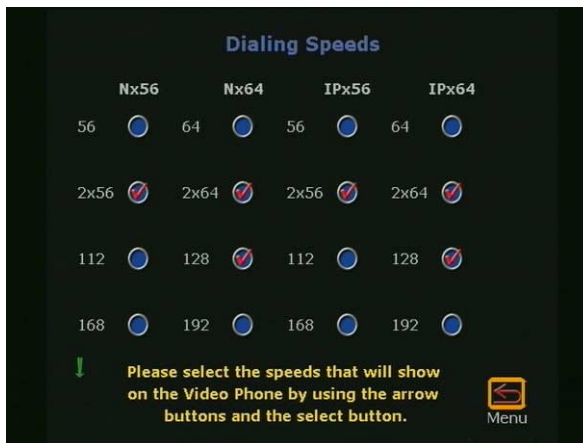 Dialing Speeds
Nx56 Nx64 IPx56 IPx64
56 64 56 64
2x56 2x64 2x56 2x64
112 128 112 128
168 192 168 192
! Please select the speeds that will show
on the Video Phone by using the arrow
buttons and the select button.
Menu